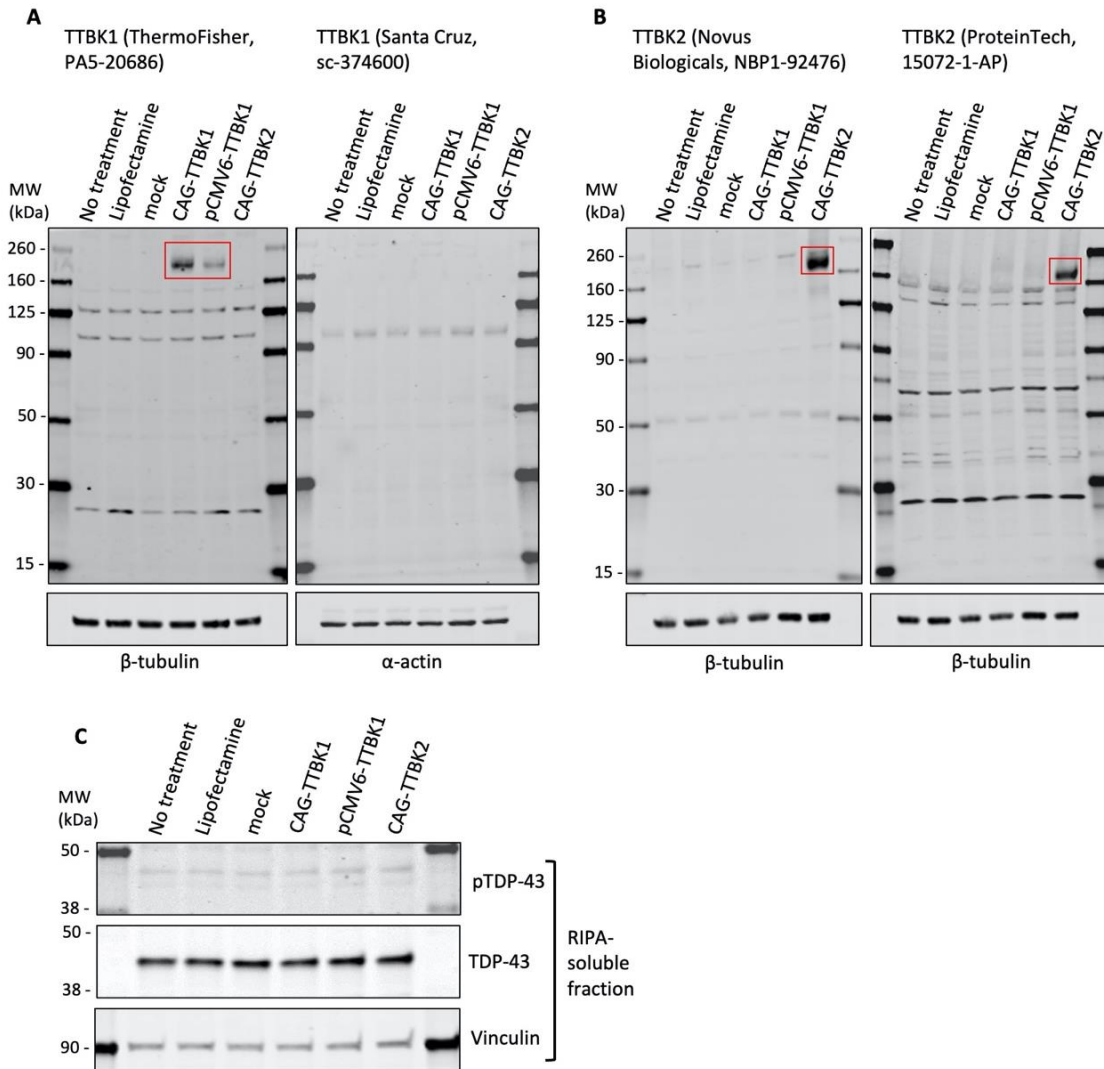 A
TTBK1 (ThermoFisher,
PA5-20686)
TTBK1 (Santa Cruz,
sc-374600)
MW
(kDa)
No treatment
Lipofectamine
mock
CAG-TTBK1
pCMV6-TTBK1
CAG-TTBK2
No treatment
Lipofectamine
mock
CAG-TTBK1
pCMV6-TTBK1
CAG-TTBK2
260 -
160 -
125 -
90 -
50 -
30 -
15 -
β-tubulin
α-actin
B
TTBK2 (Novus
Biologicals, NBP1-92476)
TTBK2 (ProteinTech,
15072-1-AP)
MW
(kDa)
No treatment
Lipofectamine
mock
CAG-TTBK1
pCMV6-TTBK1
CAG-TTBK2
No treatment
Lipofectamine
mock
CAG-TTBK1
pCMV6-TTBK1
CAG-TTBK2
260 -
160 -
125 -
90 -
50 -
30 -
15 -
β-tubulin
β-tubulin
C
MW
(kDa)
No treatment
Lipofectamine
mock
CAG-TTBK1
pCMV6-TTBK1
CAG-TTBK2
50 -
38 -
pTDP-43
50 -
38 -
TDP-43
90 -
Vinculin
RIPA-
soluble
fraction